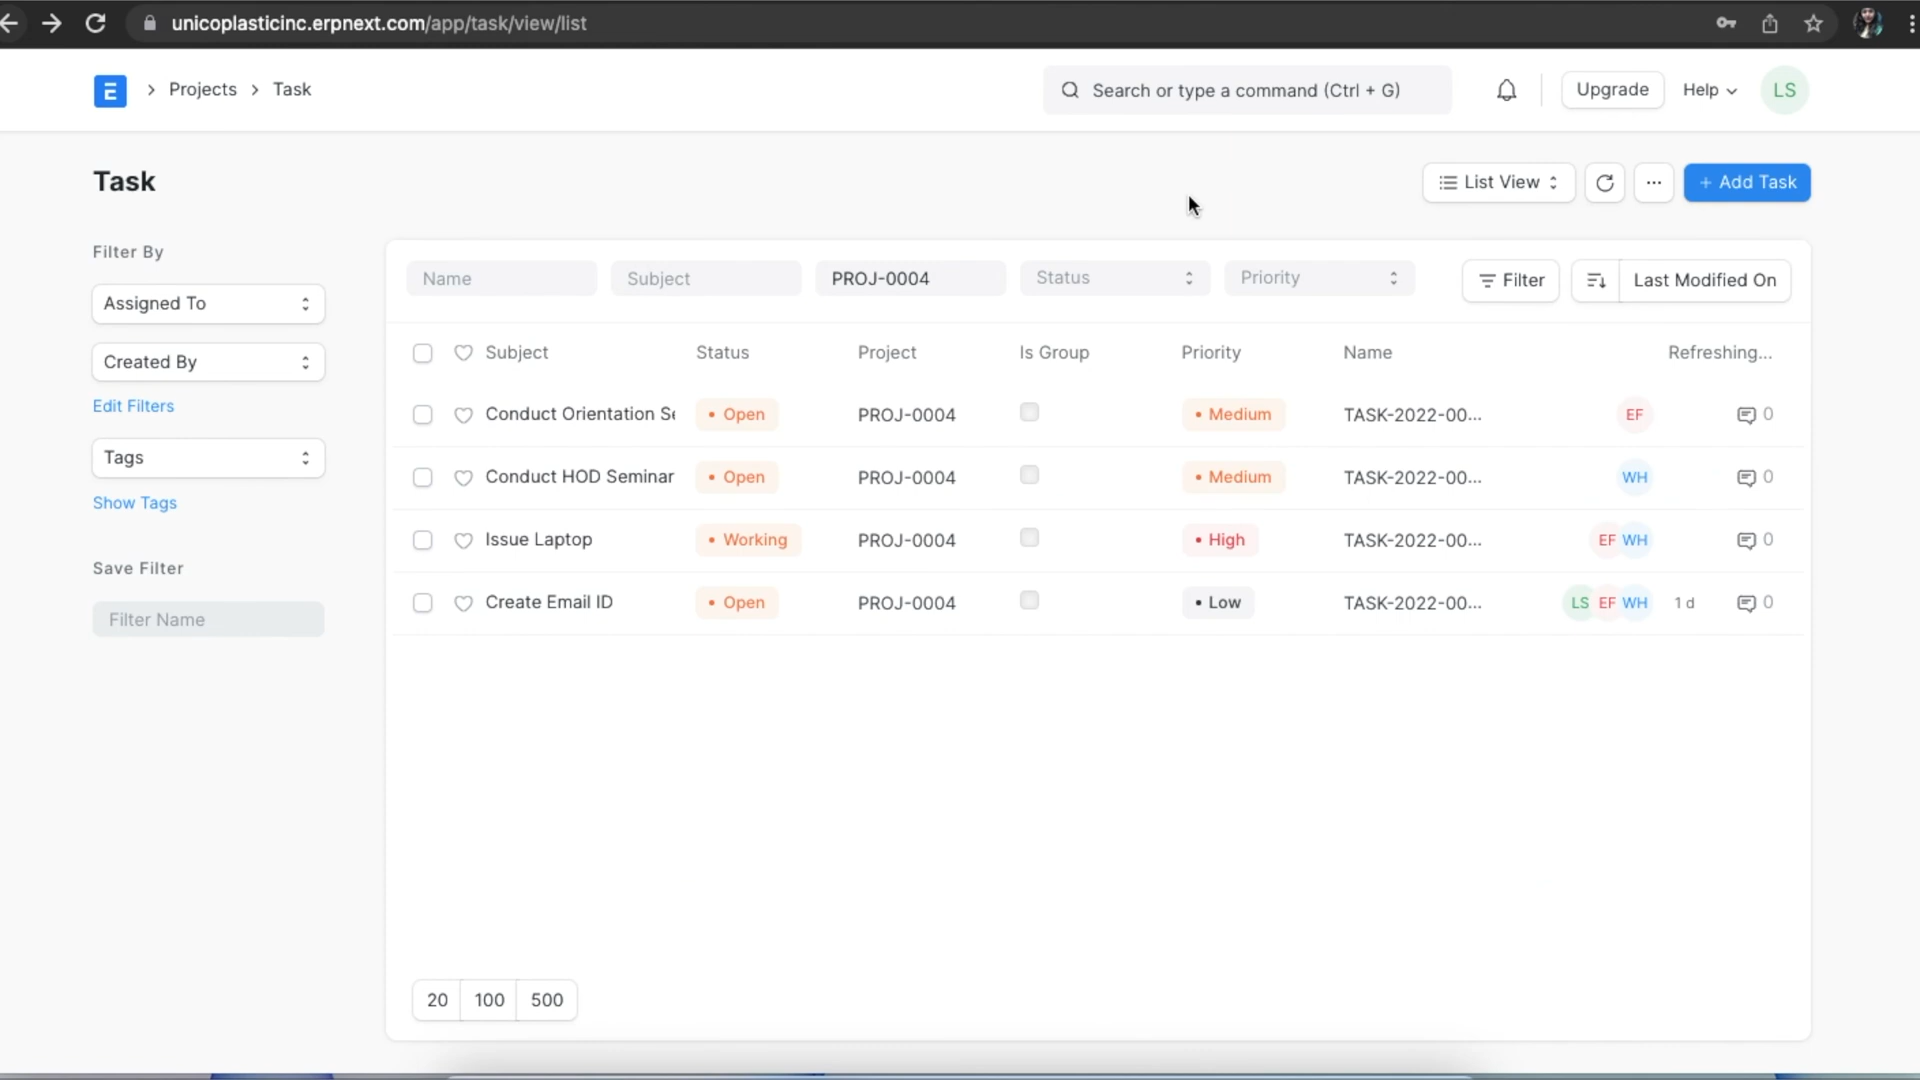 unicoplasticinc.erpnext.com/app/task/view/list
E > Projects > Task
Search or type a command (Ctrl + G)
Upgrade
Help
LS
Task
List View
...
+ Add Task
Filter By
Assigned To
Created By
Edit Filters
Tags
Show Tags
Save Filter
Filter Name
Name
Subject
PROJ-0004
Status
Priority
Filter
Last Modified On
Subject Status Project Is Group Priority Name Refreshing...
Conduct Orientation Se • Open PROJ-0004 • Medium TASK-2022-00... EF 0
Conduct HOD Seminar • Open PROJ-0004 • Medium TASK-2022-00... WH 0
Issue Laptop • Working PROJ-0004 • High TASK-2022-00... EF WH 0
Create Email ID • Open PROJ-0004 • Low TASK-2022-00... LS EF WH 1 d 0
20 100 500